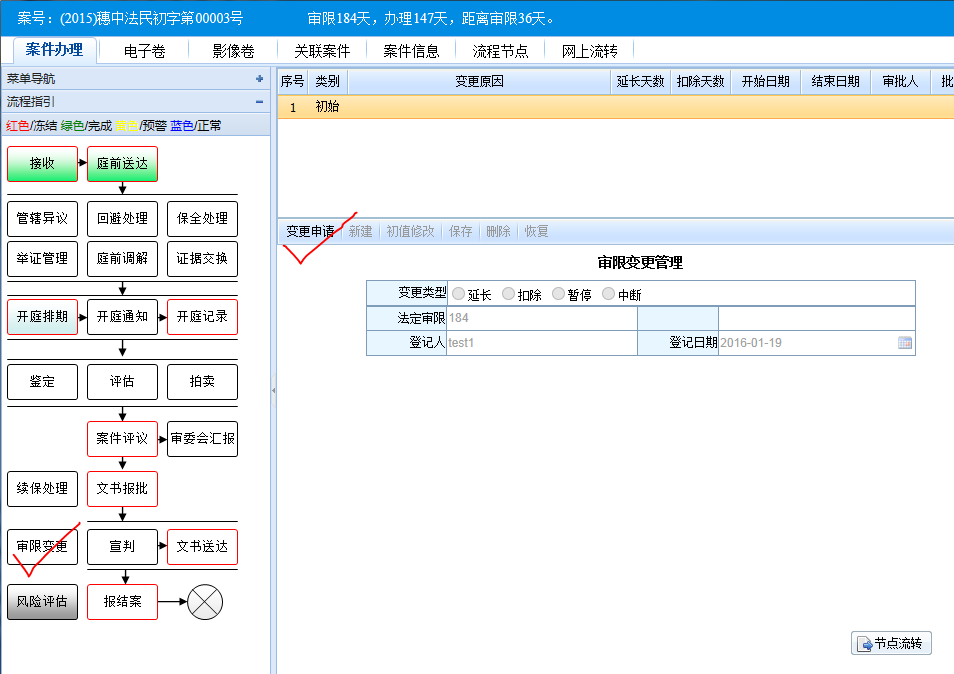 案号：(2015)穗中法民初字第00003号 审限184天，办理147天，距离审限36天。
案件办理 电子卷 影像卷 关联案件 案件信息 流程节点 网上流转
菜单导航
流程指引
红色/冻结 绿色/完成 黄色/预警 蓝色/正常
接收 庭前送达
管辖异议 回避处理 保全处理
举证管理 庭前调解 证据交换
开庭排期 开庭通知 开庭记录
鉴定 评估 拍卖
案件评议 审委会汇报
续保处理 文书报批
审限变更 宣判 文书送达
风险评估 报结案
序号 类别 变更原因 延长天数 扣除天数 开始日期 结束日期 审批人 批
1 初始
变更申请 新建 初值修改 保存 删除 恢复
审限变更管理
变更类型 延长 扣除 暂停 中断
法定审限 184
登记人 test1 登记日期 2016-01-19
节点流转